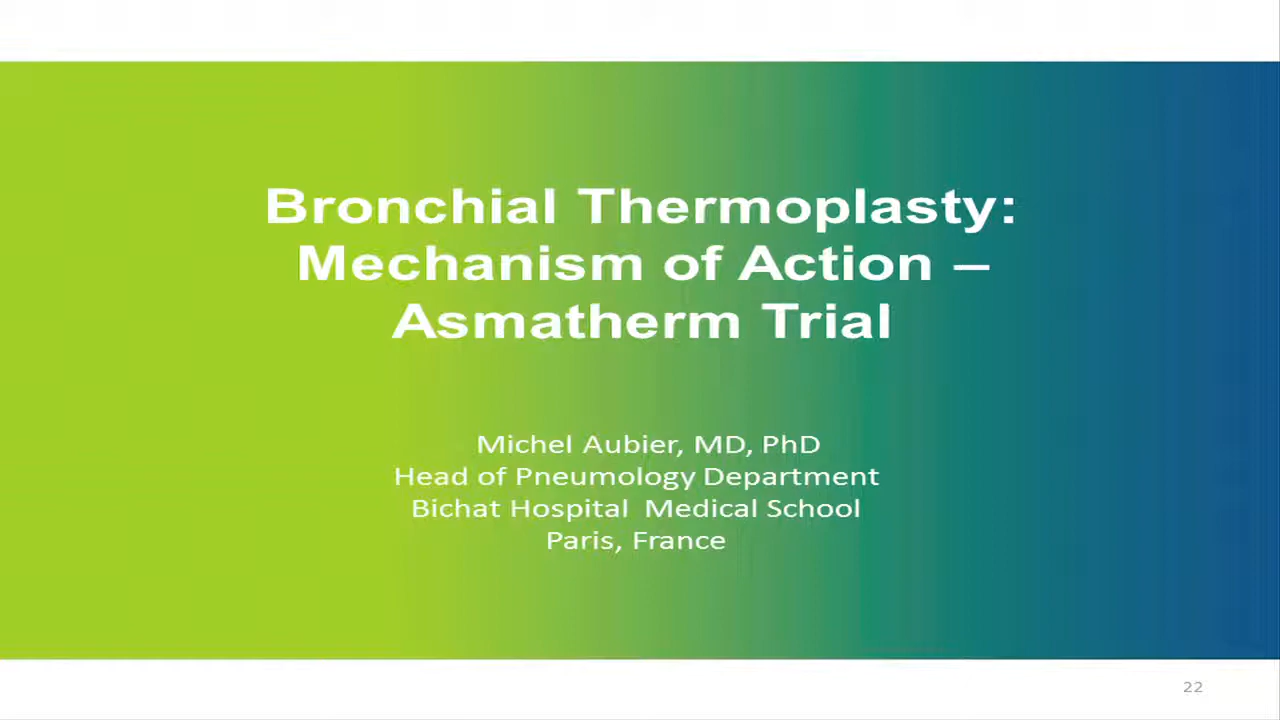 Bronchial Thermoplasty:
Mechanism of Action –
Asmatherm Trial
Michel Aubier, MD, PhD
Head of Pneumology Department
Bichat Hospital  Medical School
Paris, France
22